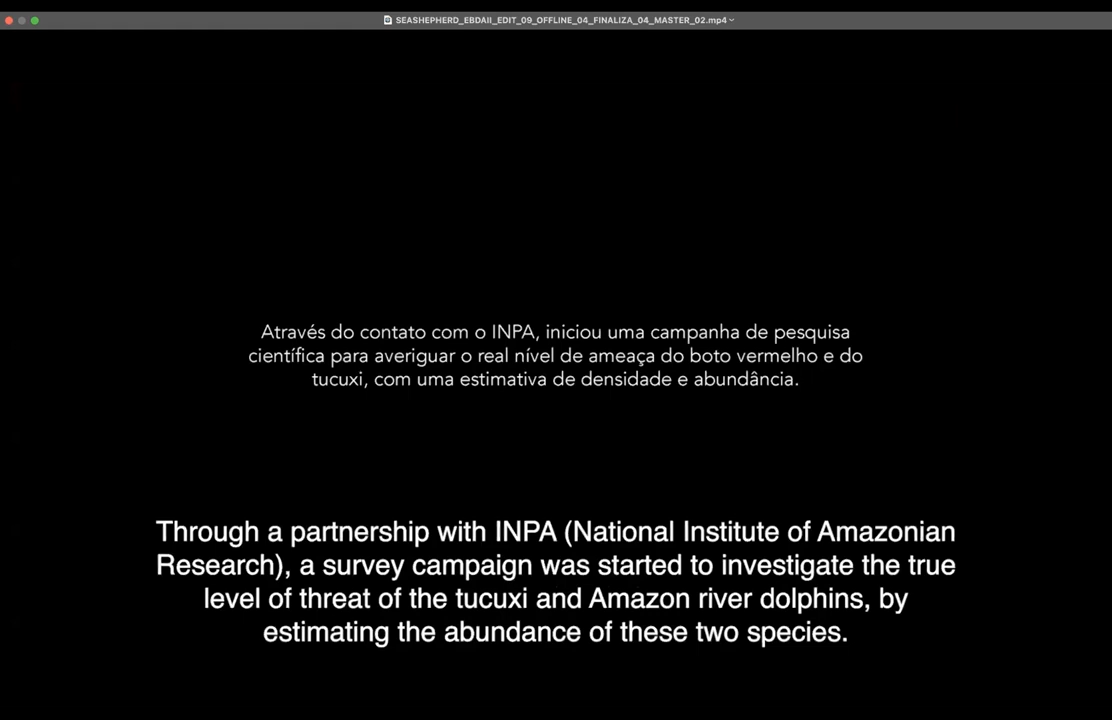 SEASHEPHERD_EBDAII_EDIT_09_OFFLINE_04_FINALIZA_04_MASTER_02.mp4
Através do contato com o INPA, iniciou uma campanha de pesquisa
científica para averiguar o real nível de ameaça do boto vermelho e do
tucuxi, com uma estimativa de densidade e abundância.
Through a partnership with INPA (National Institute of Amazonian
Research), a survey campaign was started to investigate the true
level of threat of the tucuxi and Amazon river dolphins, by
estimating the abundance of these two species.